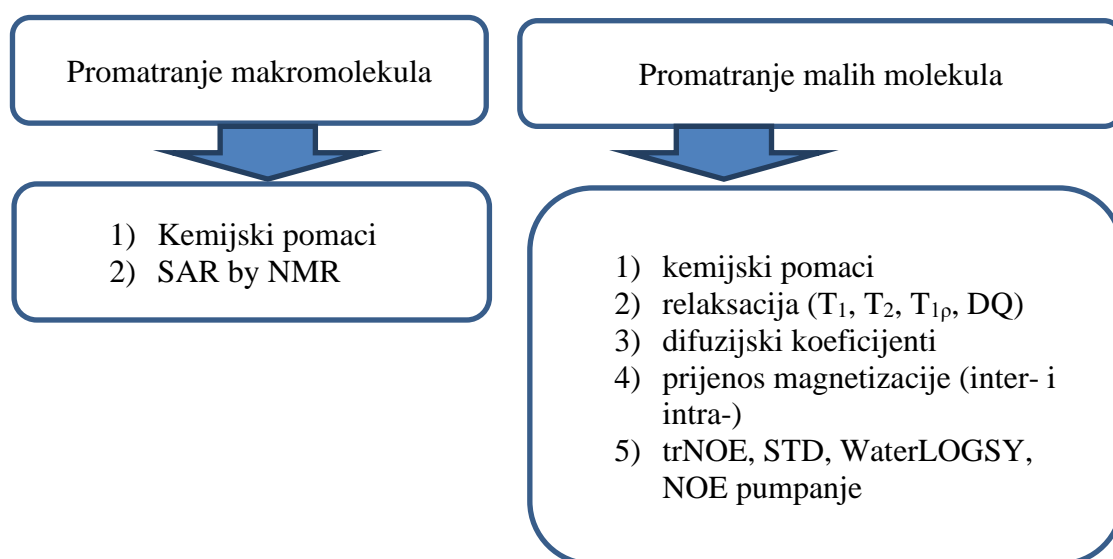 Promatranje makromolekula
Promatranje malih molekula
1) Kemijski pomaci
2) SAR by NMR
1) kemijski pomaci
2) relaksacija (T₁, T₂, T₁ᵨ, DQ)
3) difuzijski koeficijenti
4) prijenos magnetizacije (inter- i
intra-)
5) trNOE, STD, WaterLOGSY,
NOE pumpanje